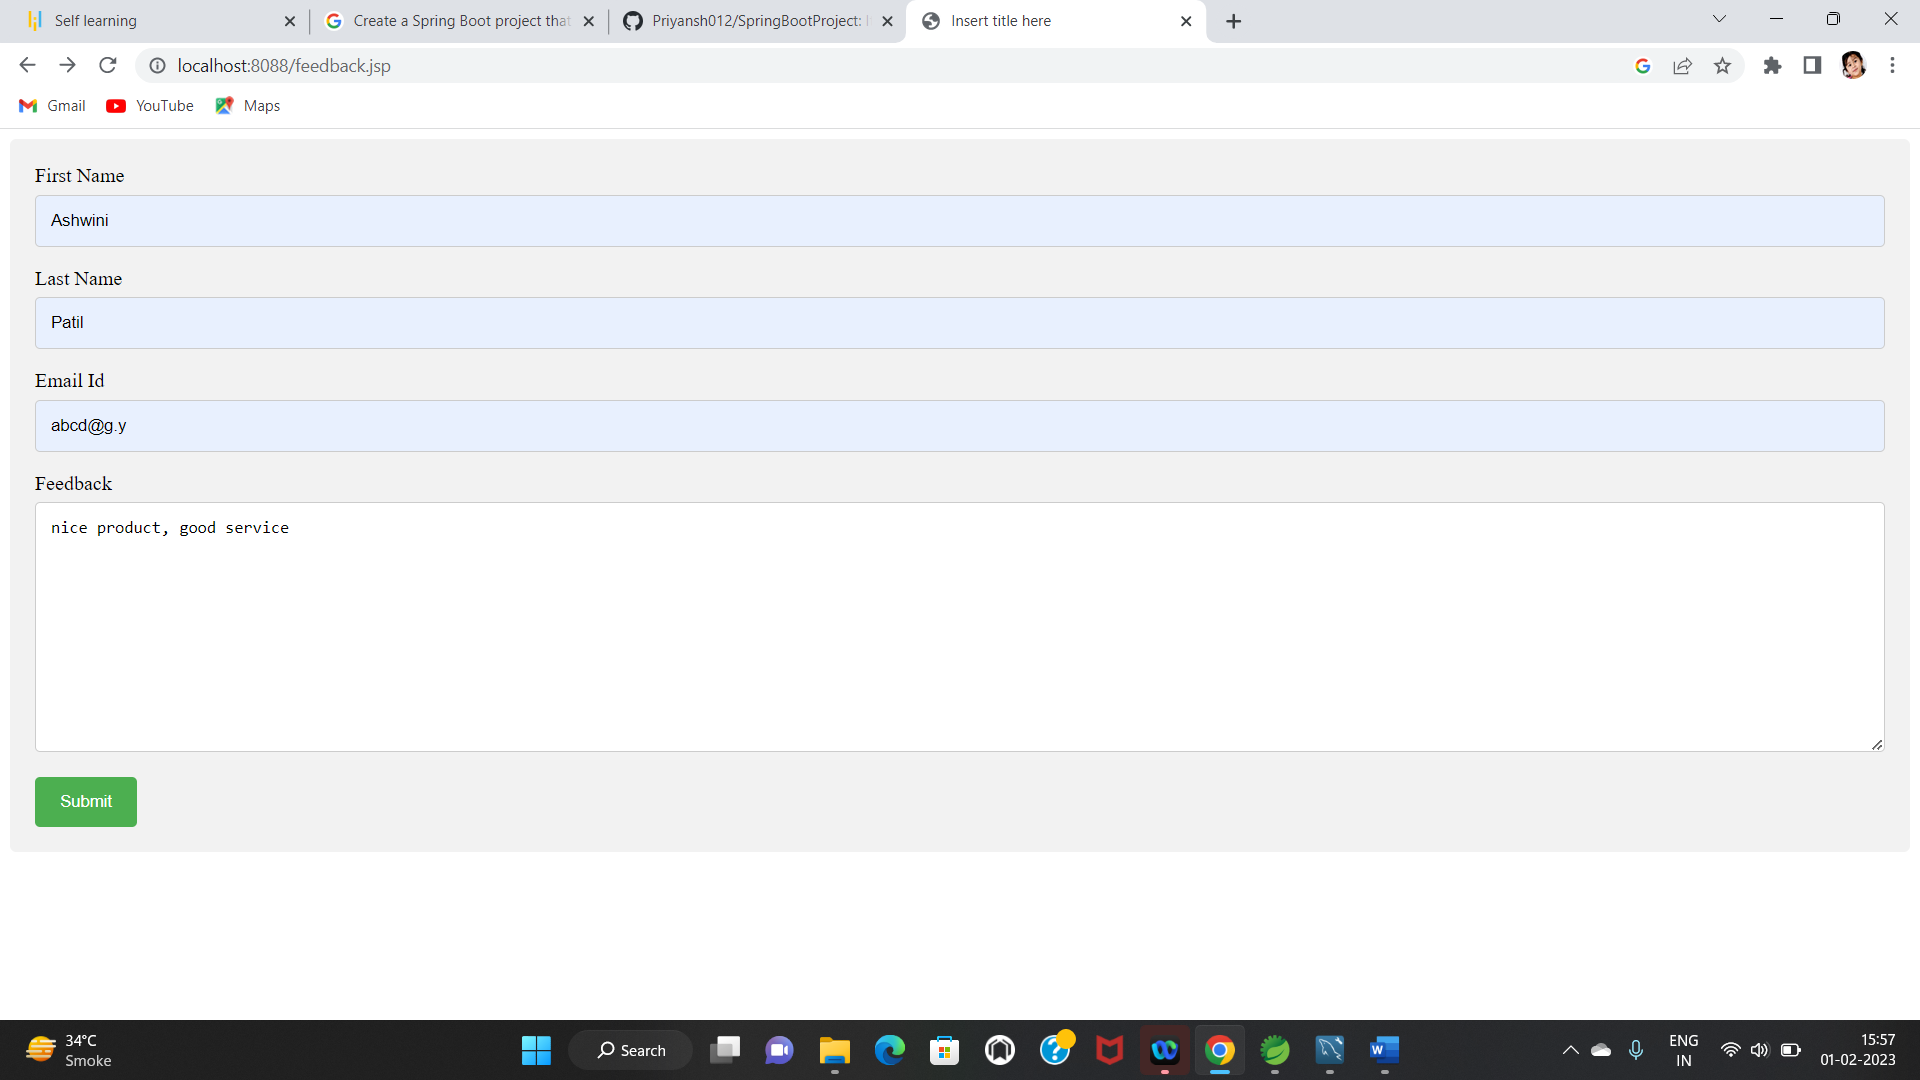 Self learning
Create a Spring Boot project that
Priyansh012/SpringBootProject:
Insert title here
localhost:8088/feedback.jsp
Gmail
YouTube
Maps
First Name
Ashwini
Last Name
Patil
Email Id
abcd@g.y
Feedback
nice product, good service
Submit
34°C
Smoke
Search
ENG
IN
15:57
01-02-2023